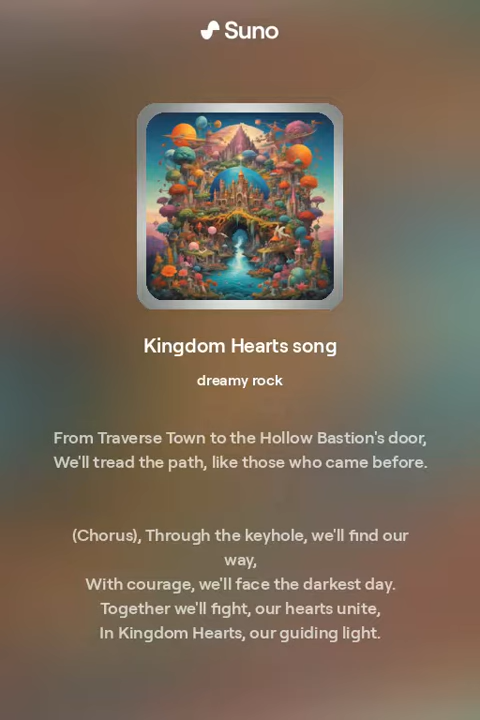 Suno
Kingdom Hearts song
dreamy rock
From Traverse Town to the Hollow Bastion's door,
We'll tread the path, like those who came before.
(Chorus), Through the keyhole, we'll find our
way,
With courage, we'll face the darkest day.
Together we'll fight, our hearts unite,
In Kingdom Hearts, our guiding light.